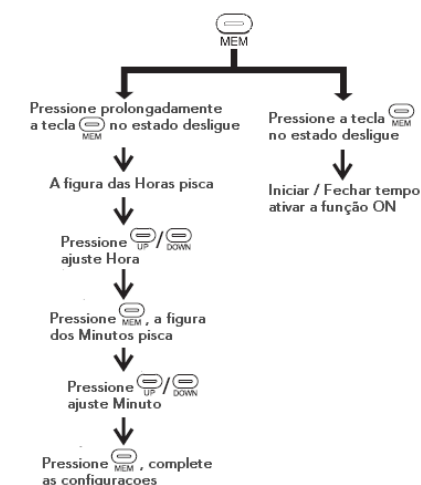 MEM
Pressione prolongadamente
a tecla MEM no estado desligue
A figura das Horas pisca
Pressione UP / DOWN
ajuste Hora
Pressione MEM , a figura
dos Minutos pisca
Pressione UP / DOWN
ajuste Minuto
Pressione MEM , complete
as configuracoes
Pressione a tecla MEM
no estado desligue
Iniciar / Fechar tempo
ativar a função ON